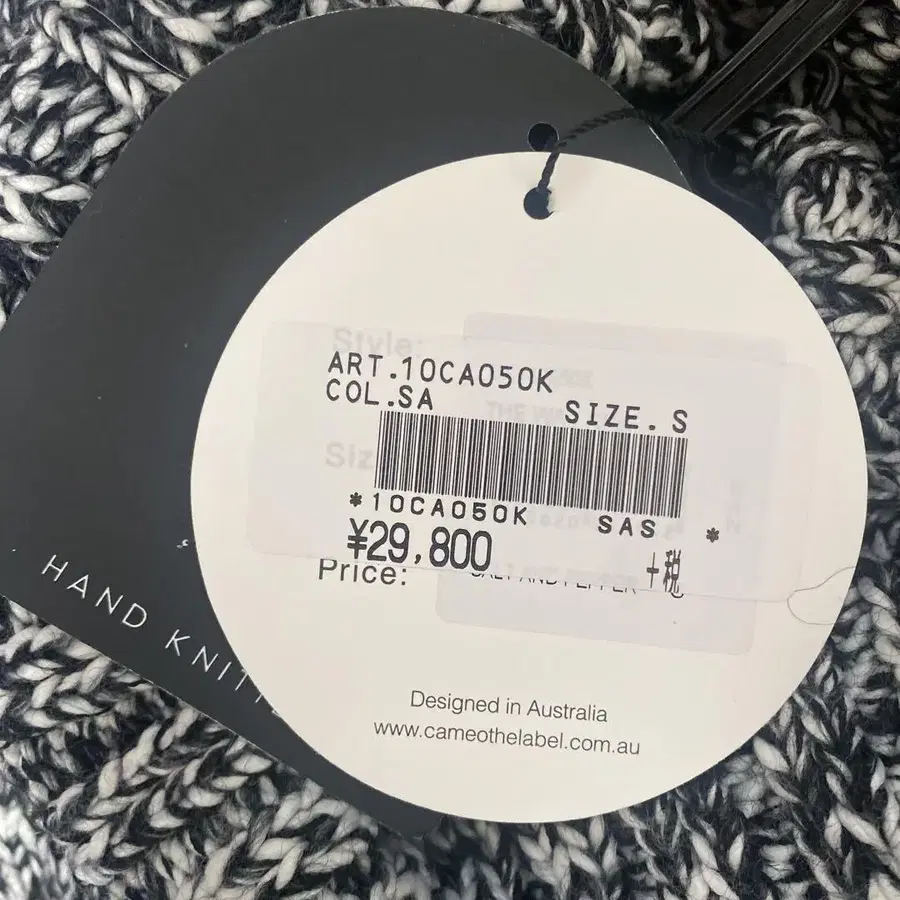 Style:
ART.10CA050K
COL.SA SIZE.S
*10CA050K SAS *
¥29,800 +税
Price:
Designed in Australia
www.cameothelabel.com.au
HAND KNITTE